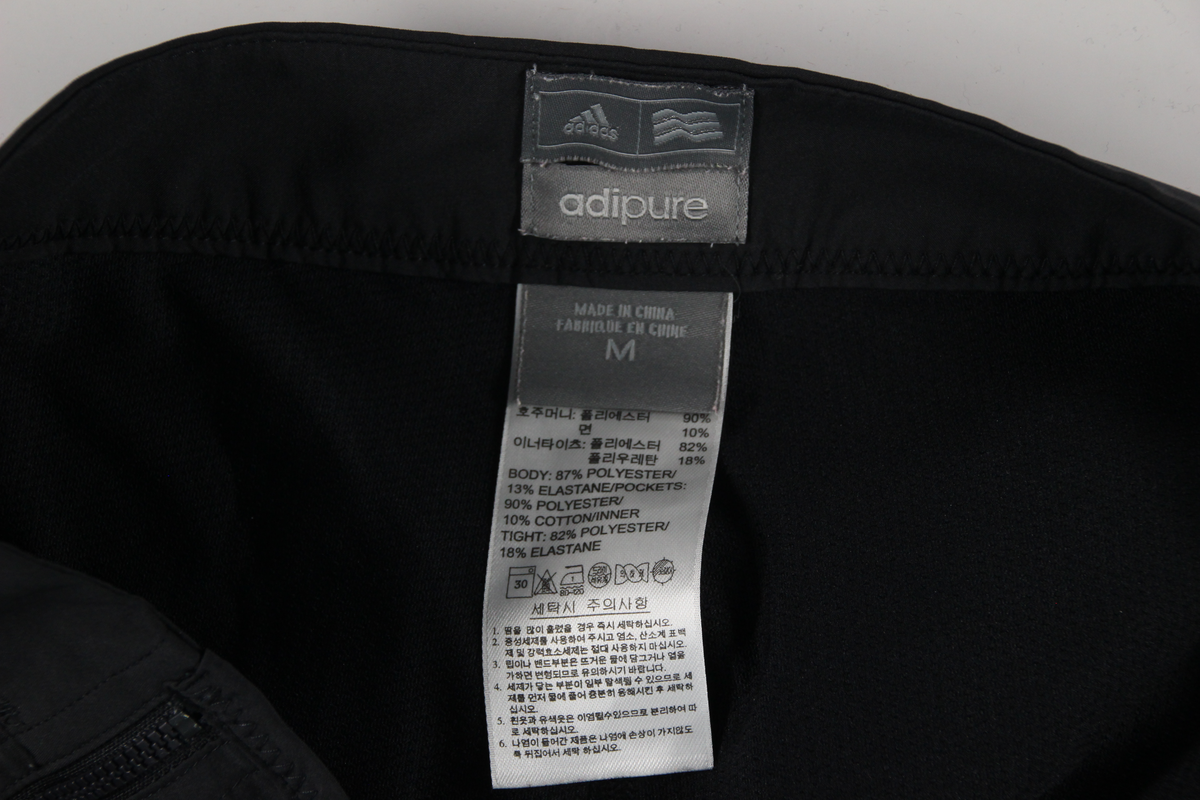 adidas
adipure
MADE IN CHINA
FABRIQUE EN CHINE
M
호주머니: 폴리에스터 90%
면 10%
이너타이츠: 폴리에스터 82%
폴리우레탄 18%
BODY: 87% POLYESTER/
13% ELASTANE/POCKETS:
90% POLYESTER/
10% COTTON/INNER
TIGHT: 82% POLYESTER/
18% ELASTANE
30
1
80-120
세탁시 주의사항
1. 땀을 많이 흘렸을 경우 즉시 세탁하십시오.
2. 중성세제를 사용하여 주시고 염소, 산소계 표백
제 및 강력효소세제는 절대 사용하지 마십시오.
3. 립이나 밴드부분은 뜨거운 물에 담그거나 열을
가하면 변형되므로 유의하시기 바랍니다.
4. 세제가 닿는 부분이 일부 탈색될 수 있으므로 세
제를 먼저 물에 풀어 충분히 용해시킨 후 세탁하
십시오.
5. 흰옷과 유색옷은 이염될수있으므로 분리하여 따
로 세탁하십시오.
6. 나염이 들어간 제품은 나염에 손상이 가지않도
록 뒤집어서 세탁 하십시오.